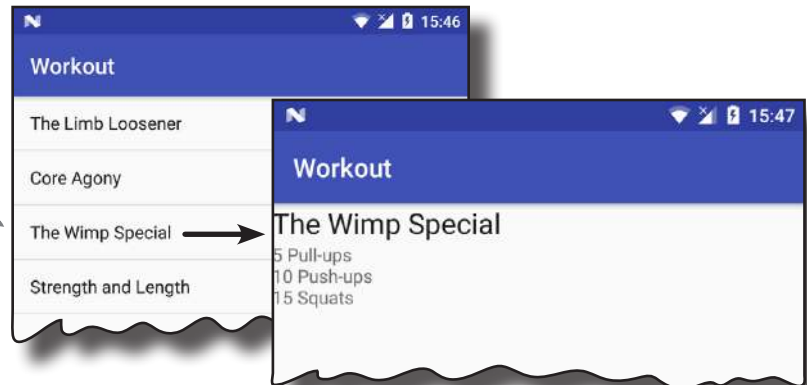 15:46
Workout
The Limb Loosener
Core Agony
The Wimp Special
Strength and Length
15:47
Workout
The Wimp Special
5 Pull-ups
10 Push-ups
15 Squats